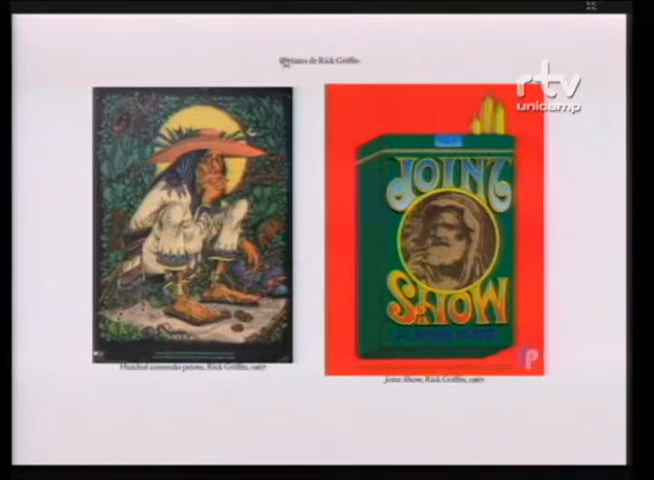 Cartazes de Rick Griffin
rtv
unicamp
JOINT
SHOW
Huichol comendo peiote, Rick Griffin, 1967
Joint Show, Rick Griffin, 1967